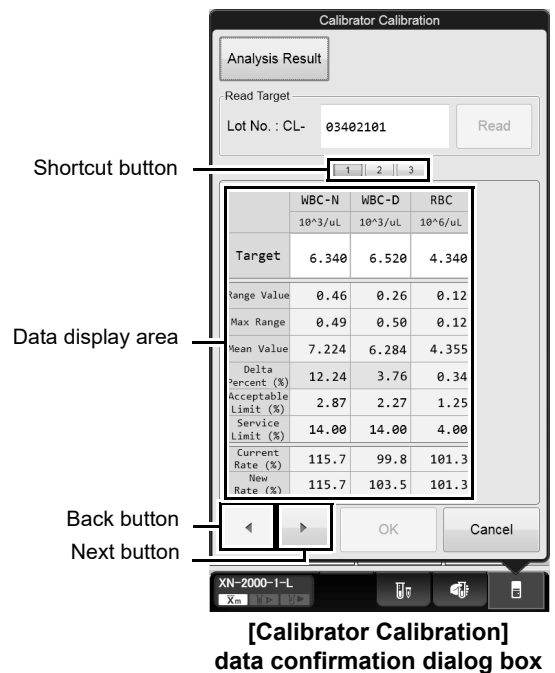 Calibrator Calibration
Analysis Result
Read Target
Lot No. : CL- 03402101 Read
Shortcut button
1 2 3
WBC-N WBC-D RBC
10^3/uL 10^3/uL 10^6/uL
Target 6.340 6.520 4.340
Range Value 0.46 0.26 0.12
Max Range 0.49 0.50 0.12
Data display area
Mean Value 7.224 6.284 4.355
Delta
Percent (%) 12.24 3.76 0.34
Acceptable
Limit (%) 2.87 2.27 1.25
Service
Limit (%) 14.00 14.00 4.00
Current
Rate (%) 115.7 99.8 101.3
New
Rate (%) 115.7 103.5 101.3
Back button
OK Cancel
Next button
XN-2000-1-L
Xm
[Calibrator Calibration]
data confirmation dialog box